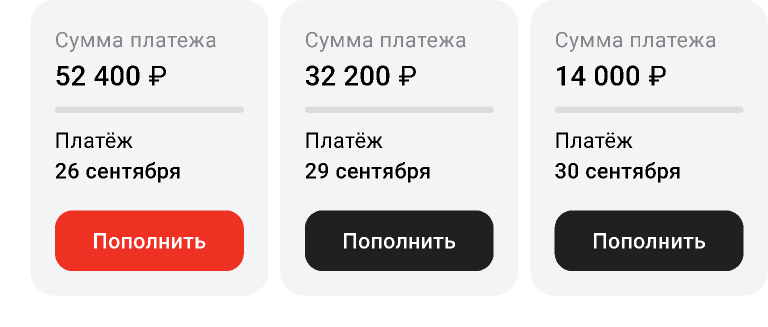 Сумма платежа
52 400 ₽
Платёж
26 сентября
Пополнить
Сумма платежа
32 200 ₽
Платёж
29 сентября
Пополнить
Сумма платежа
14 000 ₽
Платёж
30 сентября
Пополнить